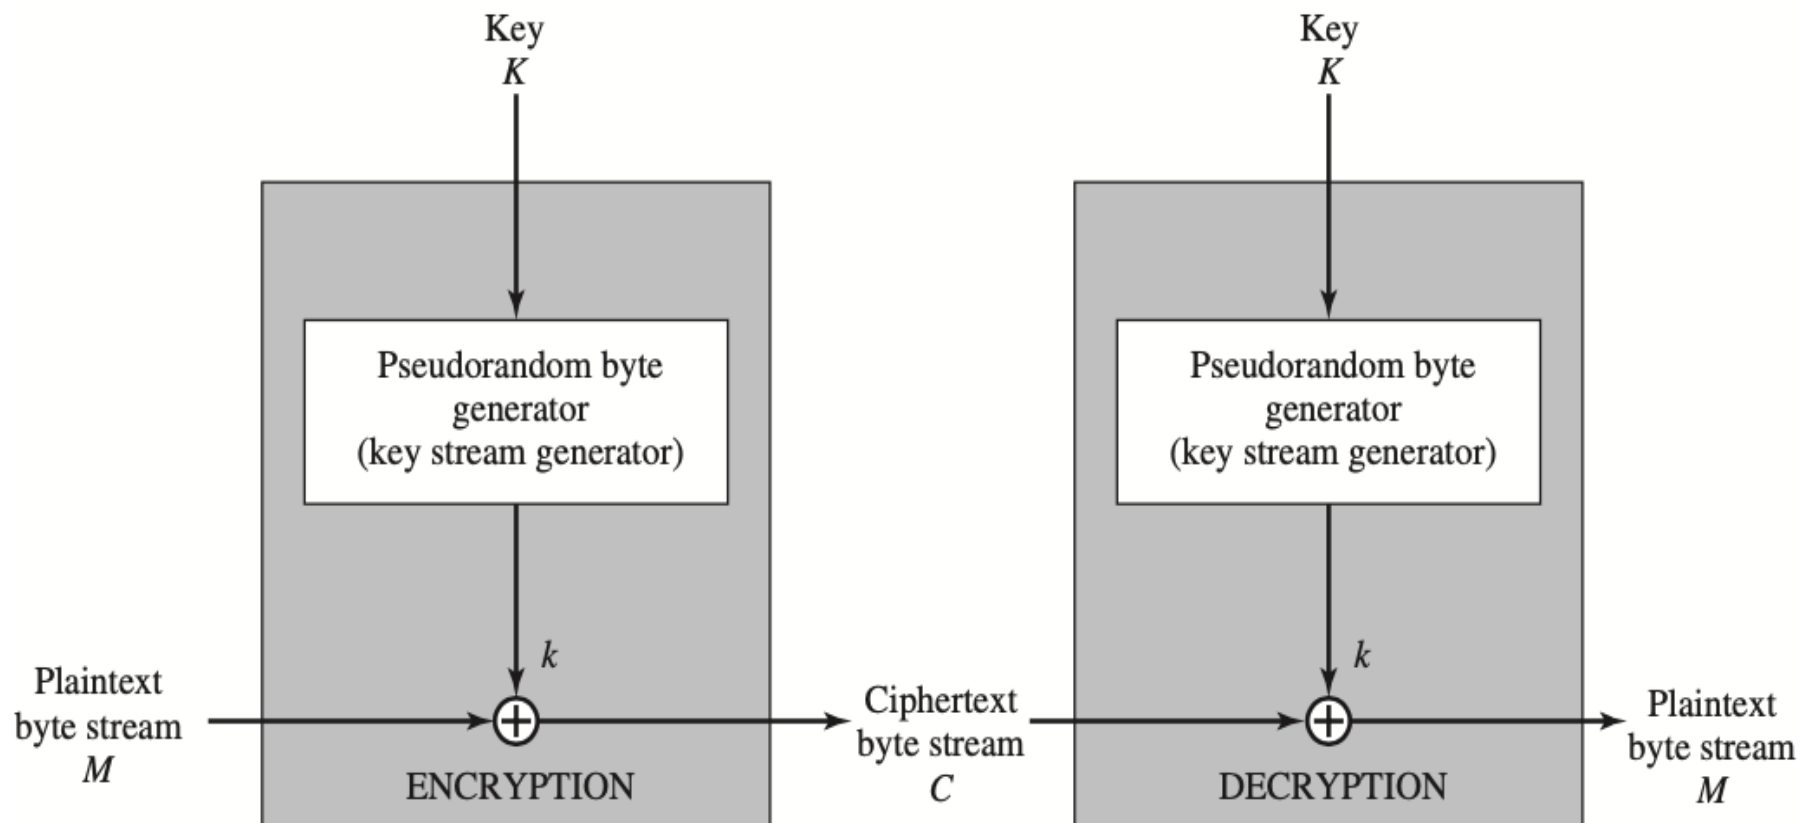 Key
K
Key
K
Pseudorandom byte
generator
(key stream generator)
Pseudorandom byte
generator
(key stream generator)
k
k
Plaintext
byte stream
M
Ciphertext
byte stream
C
Plaintext
byte stream
M
ENCRYPTION
DECRYPTION